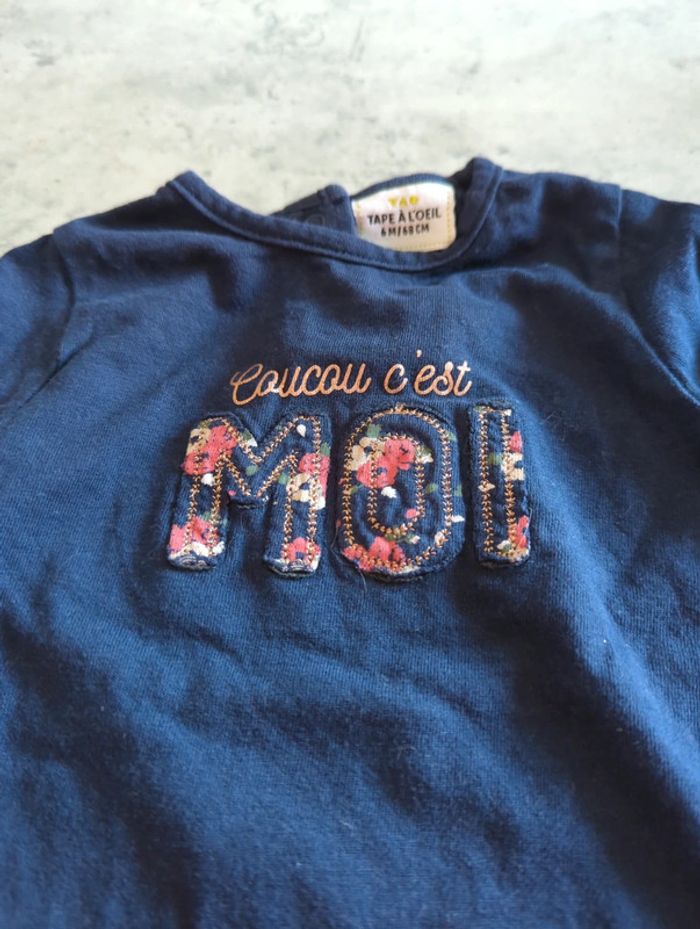 TAO
TAPE À L'OEIL
6M/68CM
Coucou c'est
MOI